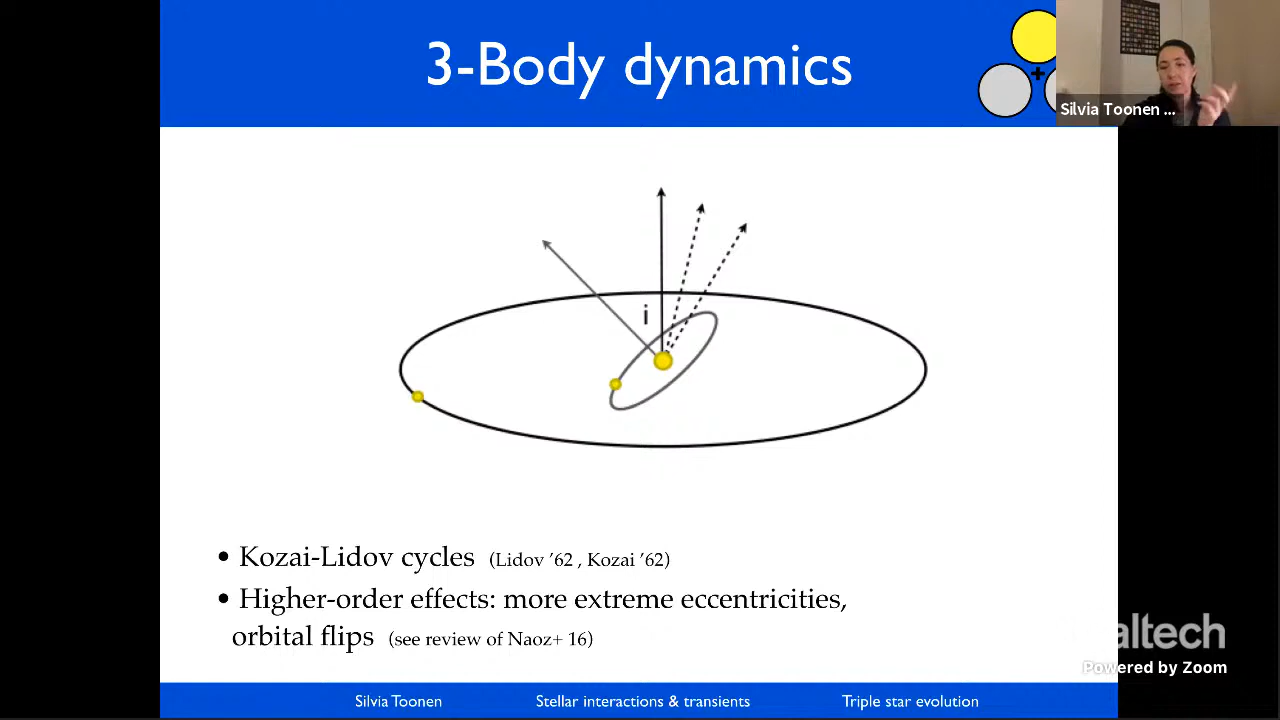 3-Body dynamics
+
Silvia Toonen ...
i
• Kozai-Lidov cycles (Lidov ’62 , Kozai ’62)
• Higher-order effects: more extreme eccentricities,
orbital flips (see review of Naoz+ 16)
altech
Powered by Zoom
Silvia Toonen Stellar interactions & transients Triple star evolution